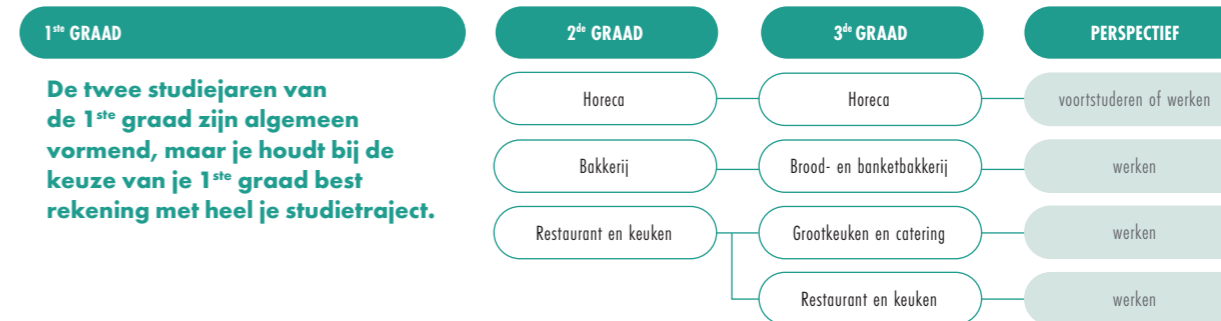 1ste GRAAD
2de GRAAD
3de GRAAD
PERSPECTIEF
De twee studiejaren van
de 1ste graad zijn algemeen
vormend, maar je houdt bij de
keuze van je 1ste graad best
rekening met heel je studietraject.
Horeca
Horeca
voortstuderen of werken
Bakkerij
Brood- en banketbakkerij
werken
Restaurant en keuken
Grootkeuken en catering
werken
Restaurant en keuken
werken